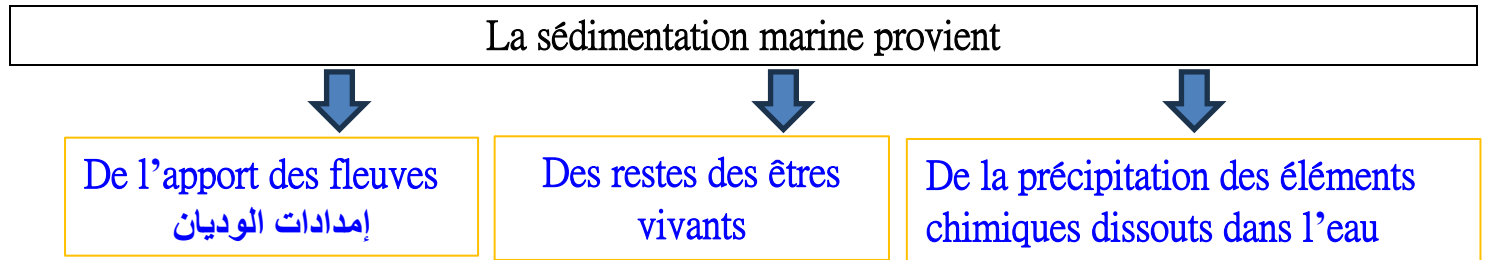 La sédimentation marine provient
De l’apport des fleuves
إمدادات الوديان
Des restes des êtres
vivants
De la précipitation des éléments
chimiques dissouts dans l’eau